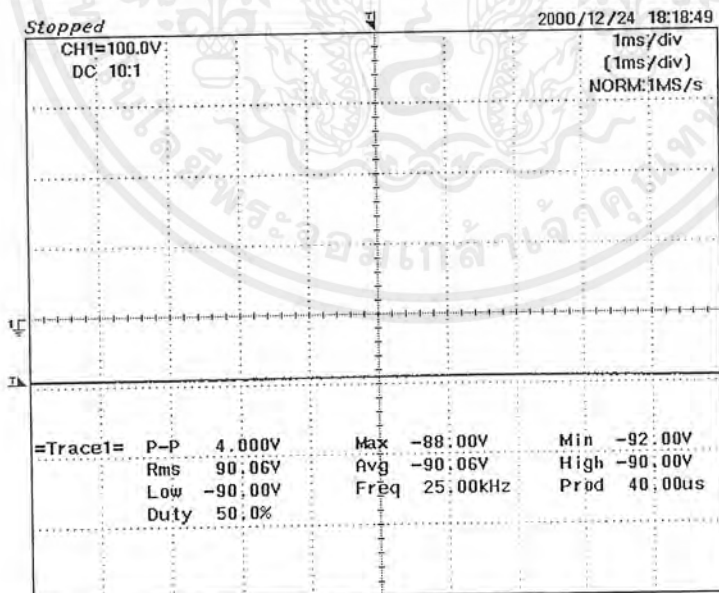 Stopped
2000/12/24 18:18:49
CH1=100.0V
DC 10:1
1ms/div
(1ms/div)
NORM:1MS/s
=Trace1= P-P 4.000V Max -88.00V Min -92.00V
Rms 90.06V Avg -90.06V High -90.00V
Low -90.00V Freq 25.00kHz Prod 40.00us
Duty 50.0%